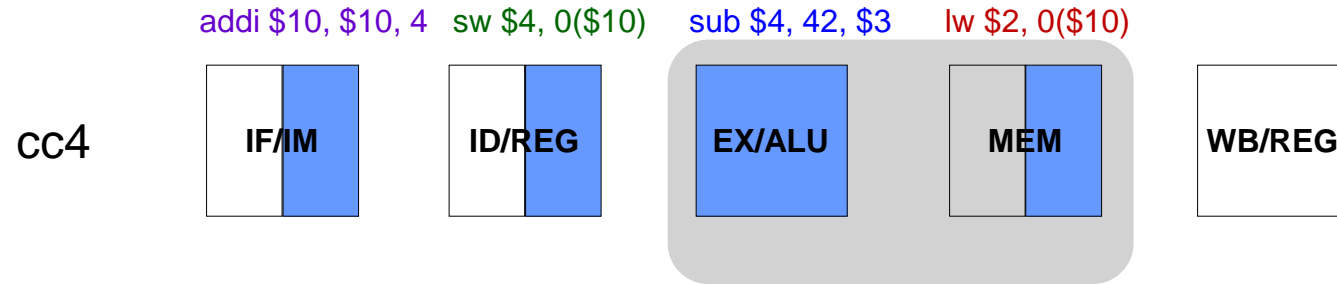 addi $10, $10, 4 sw $4, 0($10) sub $4, 42, $3 lw $2, 0($10)
cc4 IF/IM ID/REG EX/ALU MEM WB/REG